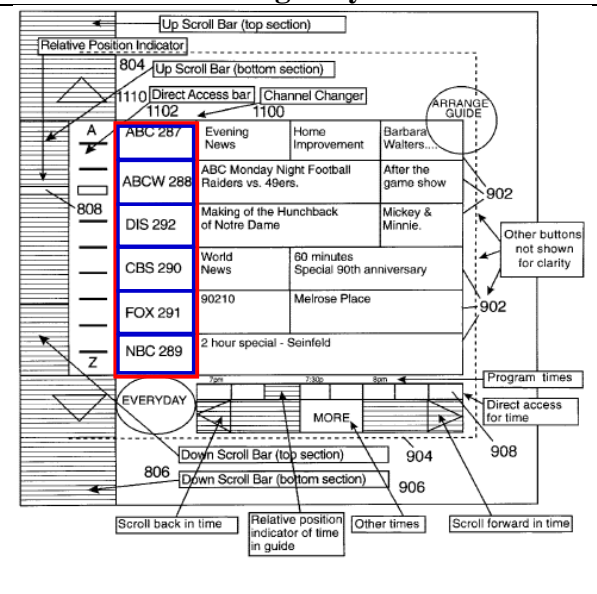 Up Scroll Bar (top section)
Relative Position Indicator
804
Up Scroll Bar (bottom section)
1110
Direct Access bar
Channel Changer
1102
1100
ARRANGE
GUIDE
A
ABC 287
Evening
News
Home
Improvement
Barbara
Walters....
ABCW 288
ABC Monday Night Football
Raiders vs. 49ers.
After the
game show
902
808
DIS 292
Making of the Hunchback
of Notre Dame
Mickey &
Minnie.
Other buttons
not shown
for clarity
CBS 290
World
News
60 minutes
Special 90th anniversary
FOX 291
90210
Melrose Place
902
NBC 289
2 hour special - Seinfeld
Z
7pm
7:30p
8pm
Program times
EVERYDAY
MORE
Direct access
for time
Down Scroll Bar (top section)
904
908
806
Down Scroll Bar (bottom section)
906
Scroll back in time
Relative position
indicator of time
in guide
Other times
Scroll forward in time